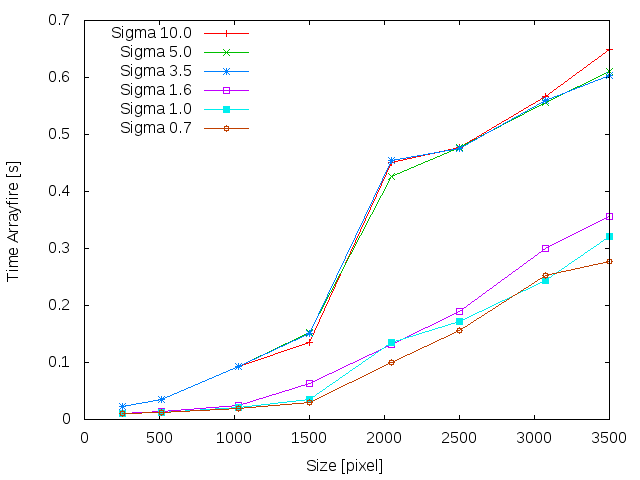 0.7
0.6
0.5
0.4
0.3
0.2
0.1
0
Time Arrayfire [s]
Sigma 10.0
Sigma 5.0
Sigma 3.5
Sigma 1.6
Sigma 1.0
Sigma 0.7
0 500 1000 1500 2000 2500 3000 3500
Size [pixel]